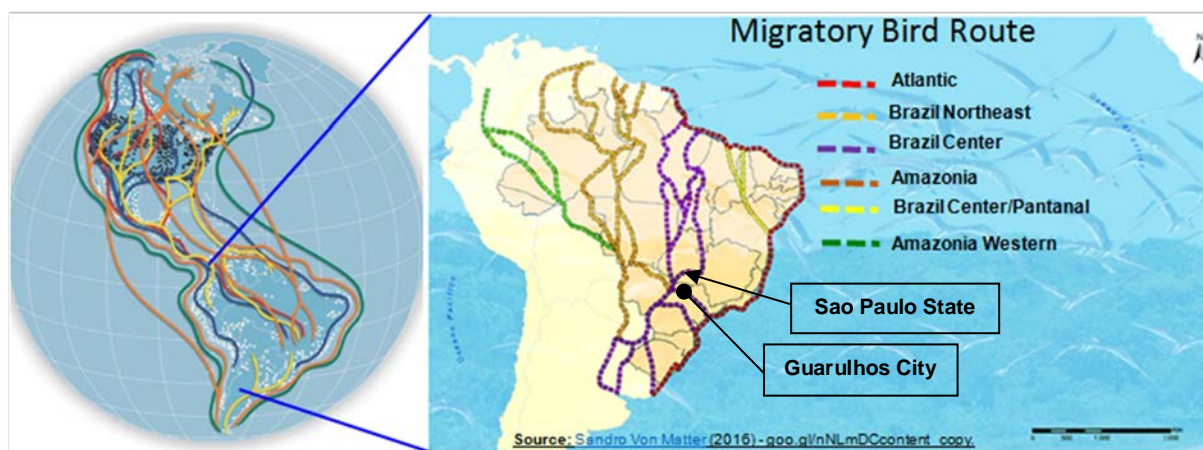 Migratory Bird Route
Atlantic
Brazil Northeast
Brazil Center
Amazonia
Brazil Center/Pantanal
Amazonia Western
Sao Paulo State
Guarulhos City
Source: Sandro Von Matter (2016) - goo.gl/nNLmDCcontent_copy.